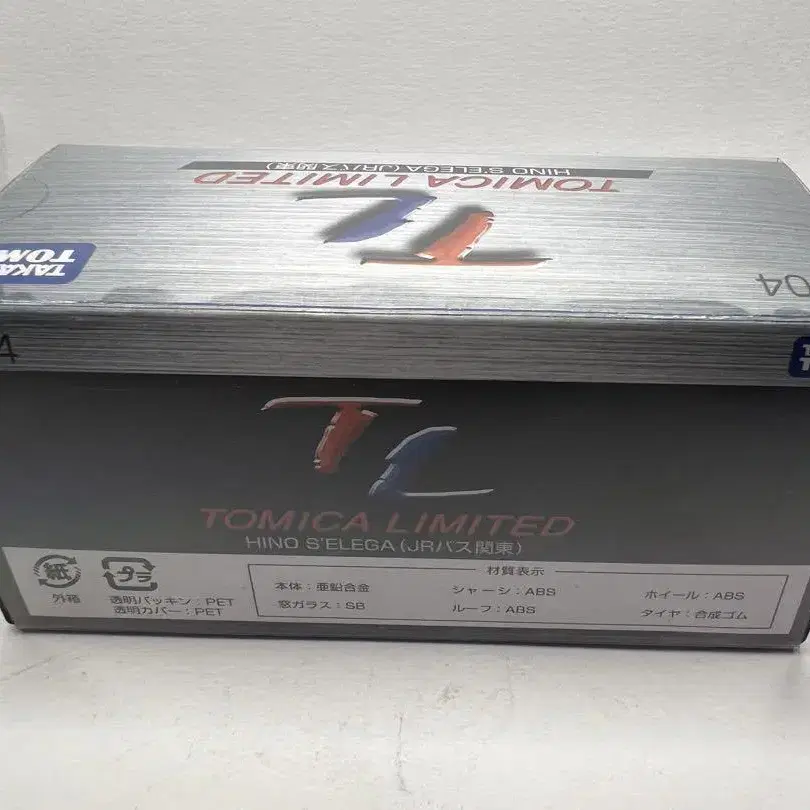 HINO S'ELEGA (JRバス関東)
TOMICA LIMITED
TL
04
TAKA
TOM
4
TL
TOMICA LIMITED
HINO S'ELEGA (JRバス関東)
紙
外箱
プラ
透明パッキン：PET
透明カバー：PET
材質表示
本体：亜鉛合金
シャーシ：ABS
ホイール：ABS
窓ガラス：SB
ルーフ：ABS
タイヤ：合成ゴム